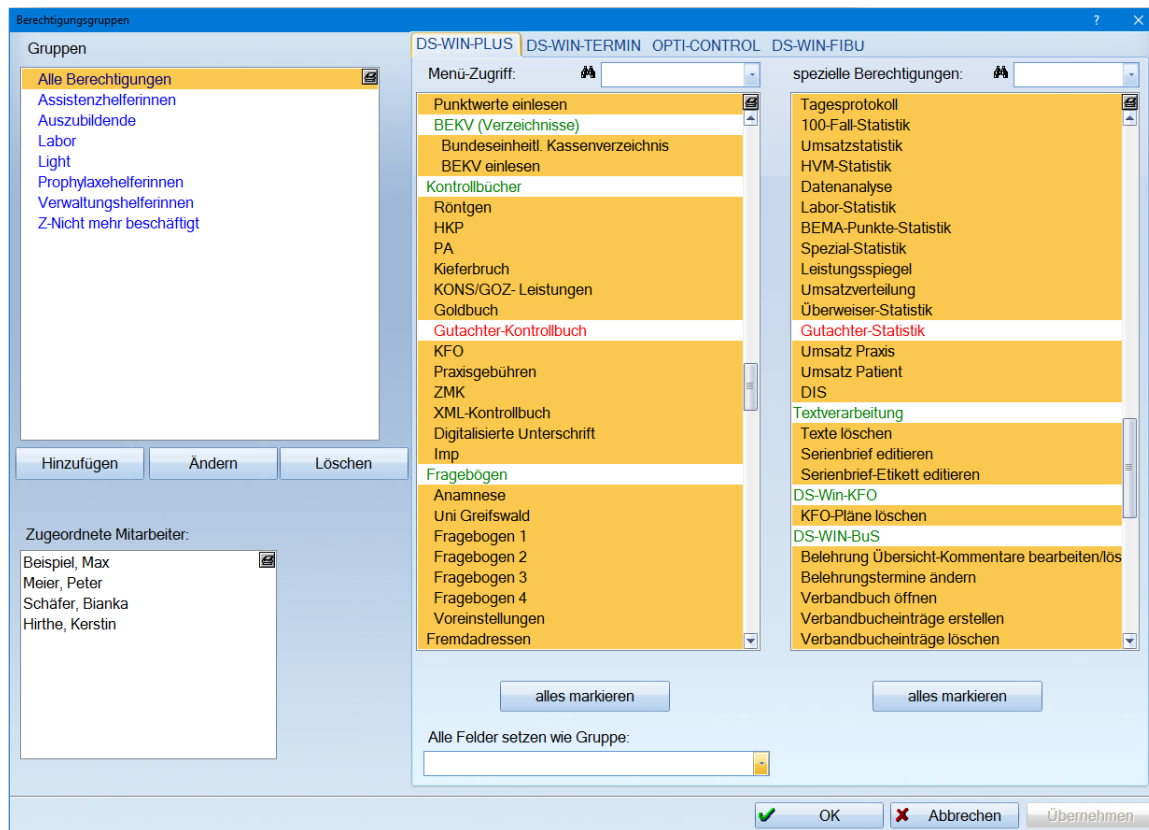 Berechtigungsgruppen
Gruppen
Alle Berechtigungen
Assistenzhelferinnen
Auszubildende
Labor
Light
Prophylaxehelferinnen
Verwaltungshelferinnen
Z-Nicht mehr beschäftigt
Hinzufügen Ändern Löschen
Zugeordnete Mitarbeiter:
Beispiel, Max
Meier, Peter
Schäfer, Bianka
Hirthe, Kerstin
DS-WIN-PLUS DS-WIN-TERMIN OPTI-CONTROL DS-WIN-FIBU
Menü-Zugriff:
Punktwerte einlesen
BEKV (Verzeichnisse)
Bundeseinheitl. Kassenverzeichnis
BEKV einlesen
Kontrollbücher
Röntgen
HKP
PA
Kieferbruch
KONS/GOZ- Leistungen
Goldbuch
Gutachter-Kontrollbuch
KFO
Praxisgebühren
ZMK
XML-Kontrollbuch
Digitalisierte Unterschrift
Imp
Fragebögen
Anamnese
Uni Greifswald
Fragebogen 1
Fragebogen 2
Fragebogen 3
Fragebogen 4
Voreinstellungen
Fremdadressen
alles markieren
Alle Felder setzen wie Gruppe:
spezielle Berechtigungen:
Tagesprotokoll
100-Fall-Statistik
Umsatzstatistik
HVM-Statistik
Datenanalyse
Labor-Statistik
BEMA-Punkte-Statistik
Spezial-Statistik
Leistungsspiegel
Umsatzverteilung
Überweiser-Statistik
Gutachter-Statistik
Umsatz Praxis
Umsatz Patient
DIS
Textverarbeitung
Texte löschen
Serienbrief editieren
Serienbrief-Etikett editieren
DS-Win-KFO
KFO-Pläne löschen
DS-WIN-BuS
Belehrung Übersicht-Kommentare bearbeiten/lös
Belehrungstermine ändern
Verbandbuch öffnen
Verbandbucheinträge erstellen
Verbandbucheinträge löschen
alles markieren
OK Abbrechen Übernehmen